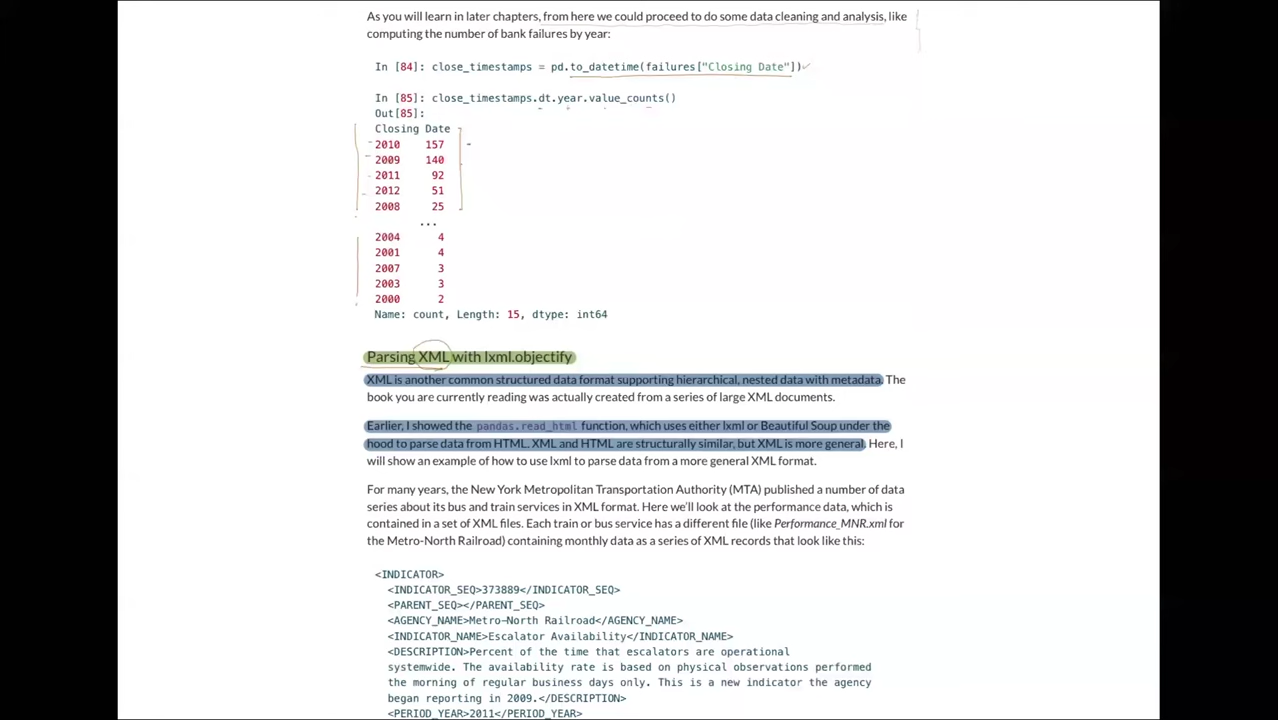 As you will learn in later chapters, from here we could proceed to do some data cleaning and analysis, like
computing the number of bank failures by year:
In [84]: close_timestamps = pd.to_datetime(failures["Closing Date"])
In [85]: close_timestamps.dt.year.value_counts()
Out[85]:
Closing Date
2010 157
2009 140
2011 92
2012 51
2008 25
...
2004 4
2001 4
2007 3
2003 3
2000 2
Name: count, Length: 15, dtype: int64
Parsing XML with lxml.objectify
XML is another common structured data format supporting hierarchical, nested data with metadata. The
book you are currently reading was actually created from a series of large XML documents.
Earlier, I showed the pandas.read_html function, which uses either lxml or Beautiful Soup under the
hood to parse data from HTML. XML and HTML are structurally similar, but XML is more general. Here, I
will show an example of how to use lxml to parse data from a more general XML format.
For many years, the New York Metropolitan Transportation Authority (MTA) published a number of data
series about its bus and train services in XML format. Here we'll look at the performance data, which is
contained in a set of XML files. Each train or bus service has a different file (like Performance_MNR.xml for
the Metro-North Railroad) containing monthly data as a series of XML records that look like this:
<INDICATOR>
<INDICATOR_SEQ>373889</INDICATOR_SEQ>
<PARENT_SEQ></PARENT_SEQ>
<AGENCY_NAME>Metro-North Railroad</AGENCY_NAME>
<INDICATOR_NAME>Escalator Availability</INDICATOR_NAME>
<DESCRIPTION>Percent of the time that escalators are operational
systemwide. The availability rate is based on physical observations performed
the morning of regular business days only. This is a new indicator the agency
began reporting in 2009.</DESCRIPTION>
<PERIOD_YEAR>2011</PERIOD_YEAR>